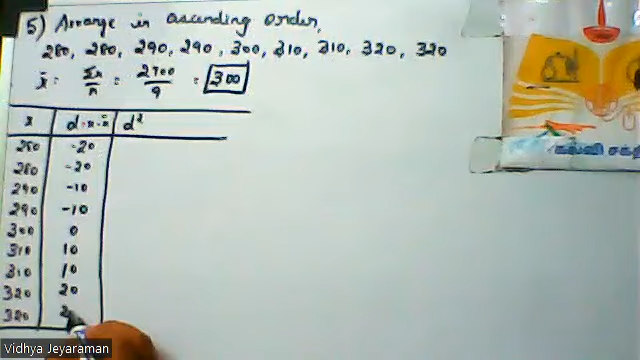 5) Arrange in ascending order,
280, 280, 290, 290, 300, 310, 310, 320, 320
x̄ = Σx/n = 2700/9 = 300
x d = x - x̄ d²
280 -20
280 -20
290 -10
290 -10
300 0
310 10
310 10
320 20
320 2
Vidhya Jeyaraman